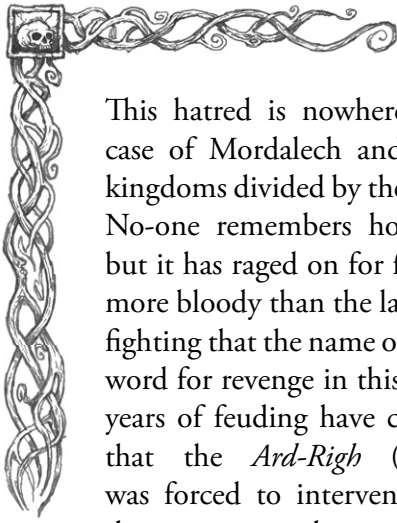 This hatred is nowhere
case of Mordalech and
kingdoms divided by the
No-one remembers ho
but it has raged on for f
more bloody than the la
fighting that the name o
word for revenge in this
years of feuding have c
that the Ard-Righ (
was forced to interven